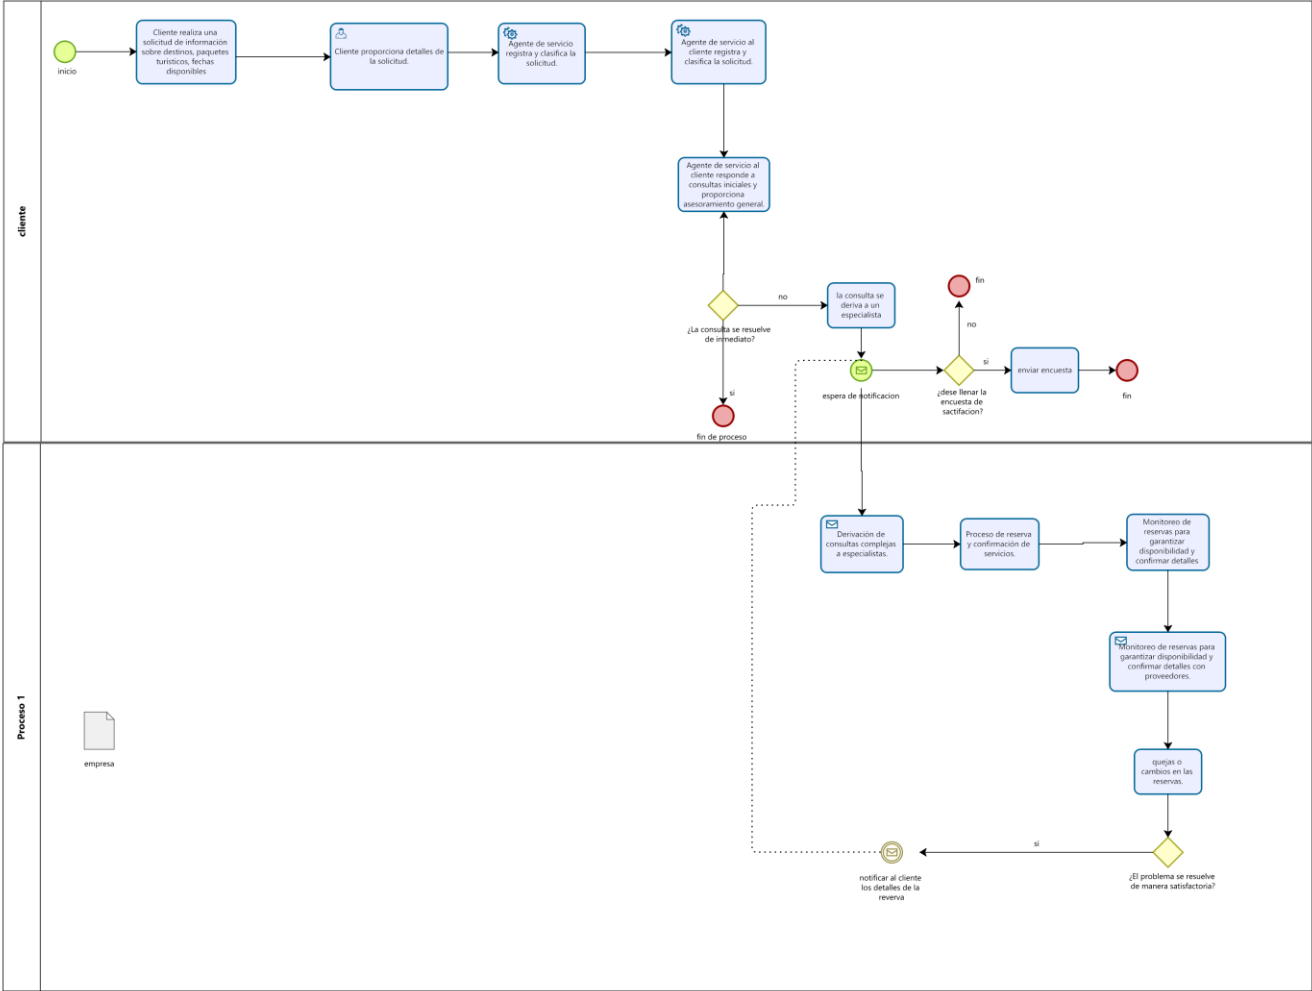 cliente
inicio
Cliente realiza una
solicitud de información
sobre destinos, paquetes
turísticos, fechas
disponibles
Cliente proporciona detalles de
la solicitud.
Agente de servicio
registra y clasifica la
solicitud.
Agente de servicio al
cliente registra y
clasifica la solicitud.
Agente de servicio al
cliente responde a
consultas iniciales y
proporciona
asesoramiento general.
¿La consulta se resuelve
de inmediato?
no
si
fin de proceso
la consulta se
deriva a un
especialista
espera de notificacion
¿dese llenar la
encuesta de
sactifacion?
no
fin
si
enviar encuesta
fin
Proceso 1
empresa
Derivación de
consultas complejas
a especialistas.
Proceso de reserva
y confirmación de
servicios.
Monitoreo de
reservas para
garantizar
disponibilidad y
confirmar detalles
Monitoreo de reservas para
garantizar disponibilidad y
confirmar detalles con
proveedores.
quejas o
cambios en las
reservas.
¿El problema se resuelve
de manera satisfactoria?
si
notificar al cliente
los detalles de la
reverva